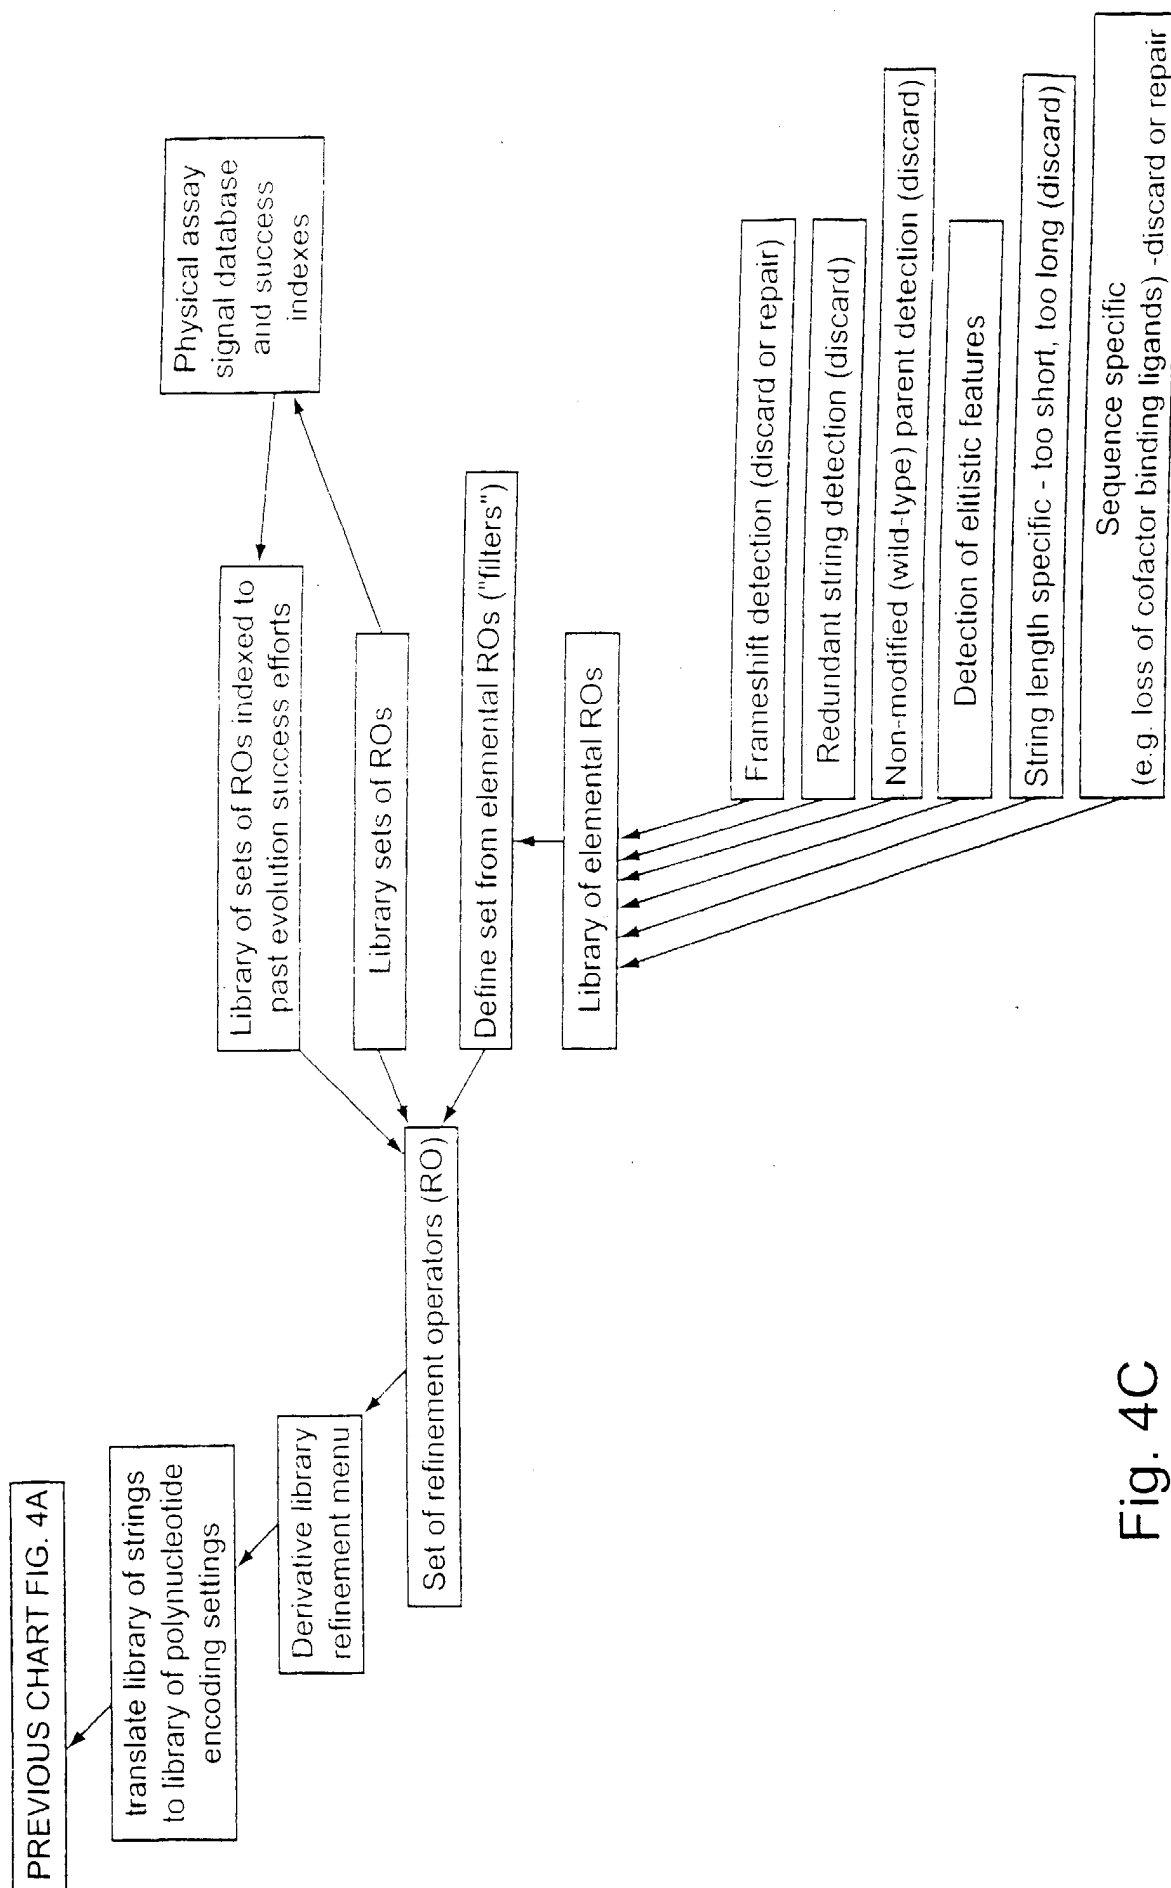 PREVIOUS CHART FIG. 4A
translate library of strings
to library of polynucleotide
encoding settings
Derivative library
refinement menu
Set of refinement operators (RO)
Library of sets of ROs indexed to
past evolution success efforts
Physical assay
signal database
and success
indexes
Library sets of ROs
Define set from elemental ROs ("filters")
Library of elemental ROs
Frameshift detection (discard or repair)
Redundant string detection (discard)
Non-modified (wild-type) parent detection (discard)
Detection of elitistic features
String length specific - too short, too long (discard)
Sequence specific
(e.g. loss of cofactor binding ligands) -discard or repair
Fig. 4C